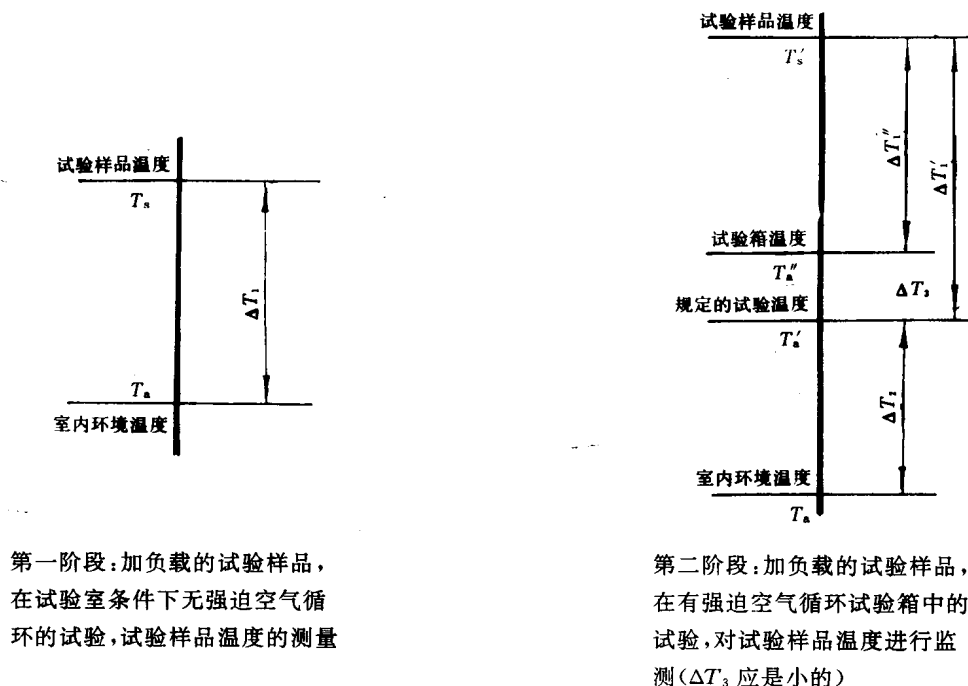 试验样品温度
Tₛ
ΔT₁
Tₐ
室内环境温度
第一阶段:加负载的试验样品,
在试验室条件下无强迫空气循
环的试验,试验样品温度的测量
试验样品温度
Tₛ′
ΔT₁″
ΔT₁′
试验箱温度
Tₐ″
ΔT₃
规定的试验温度
Tₐ′
ΔT₂
室内环境温度
Tₐ
第二阶段:加负载的试验样品,
在有强迫空气循环试验箱中的
试验,对试验样品温度进行监
测(ΔT₃ 应是小的)